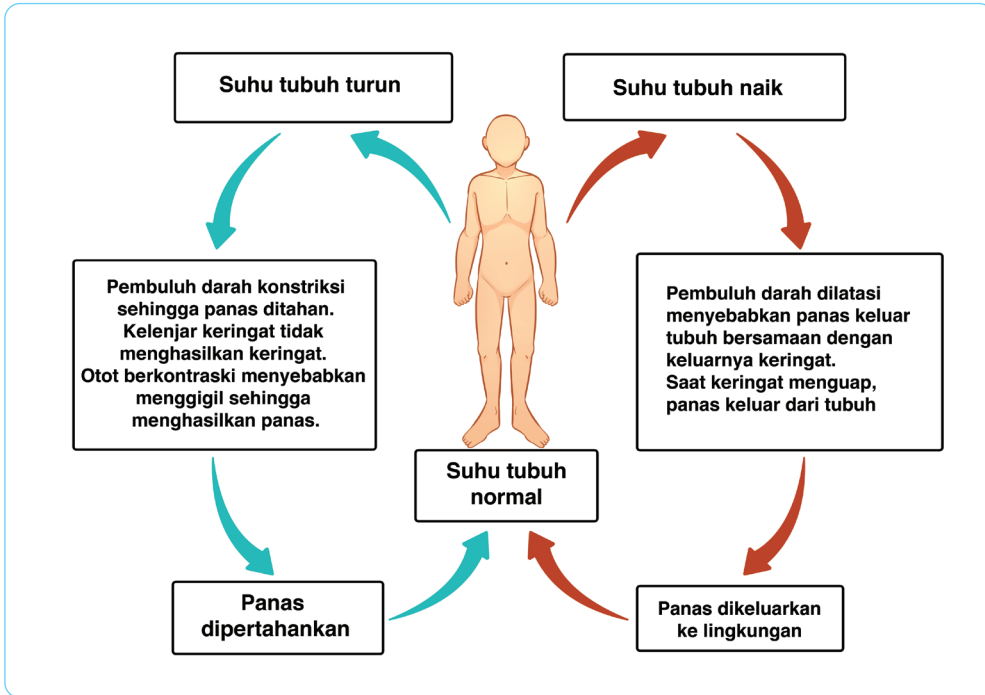 Suhu tubuh turun
Suhu tubuh naik
Pembuluh darah konstriksi
sehingga panas ditahan.
Kelenjar keringat tidak
menghasilkan keringat.
Otot berkontraski menyebabkan
menggigil sehingga
menghasilkan panas.
Pembuluh darah dilatasi
menyebabkan panas keluar
tubuh bersamaan dengan
keluarnya keringat.
Saat keringat menguap,
panas keluar dari tubuh
Suhu tubuh
normal
Panas
dipertahankan
Panas dikeluarkan
ke lingkungan